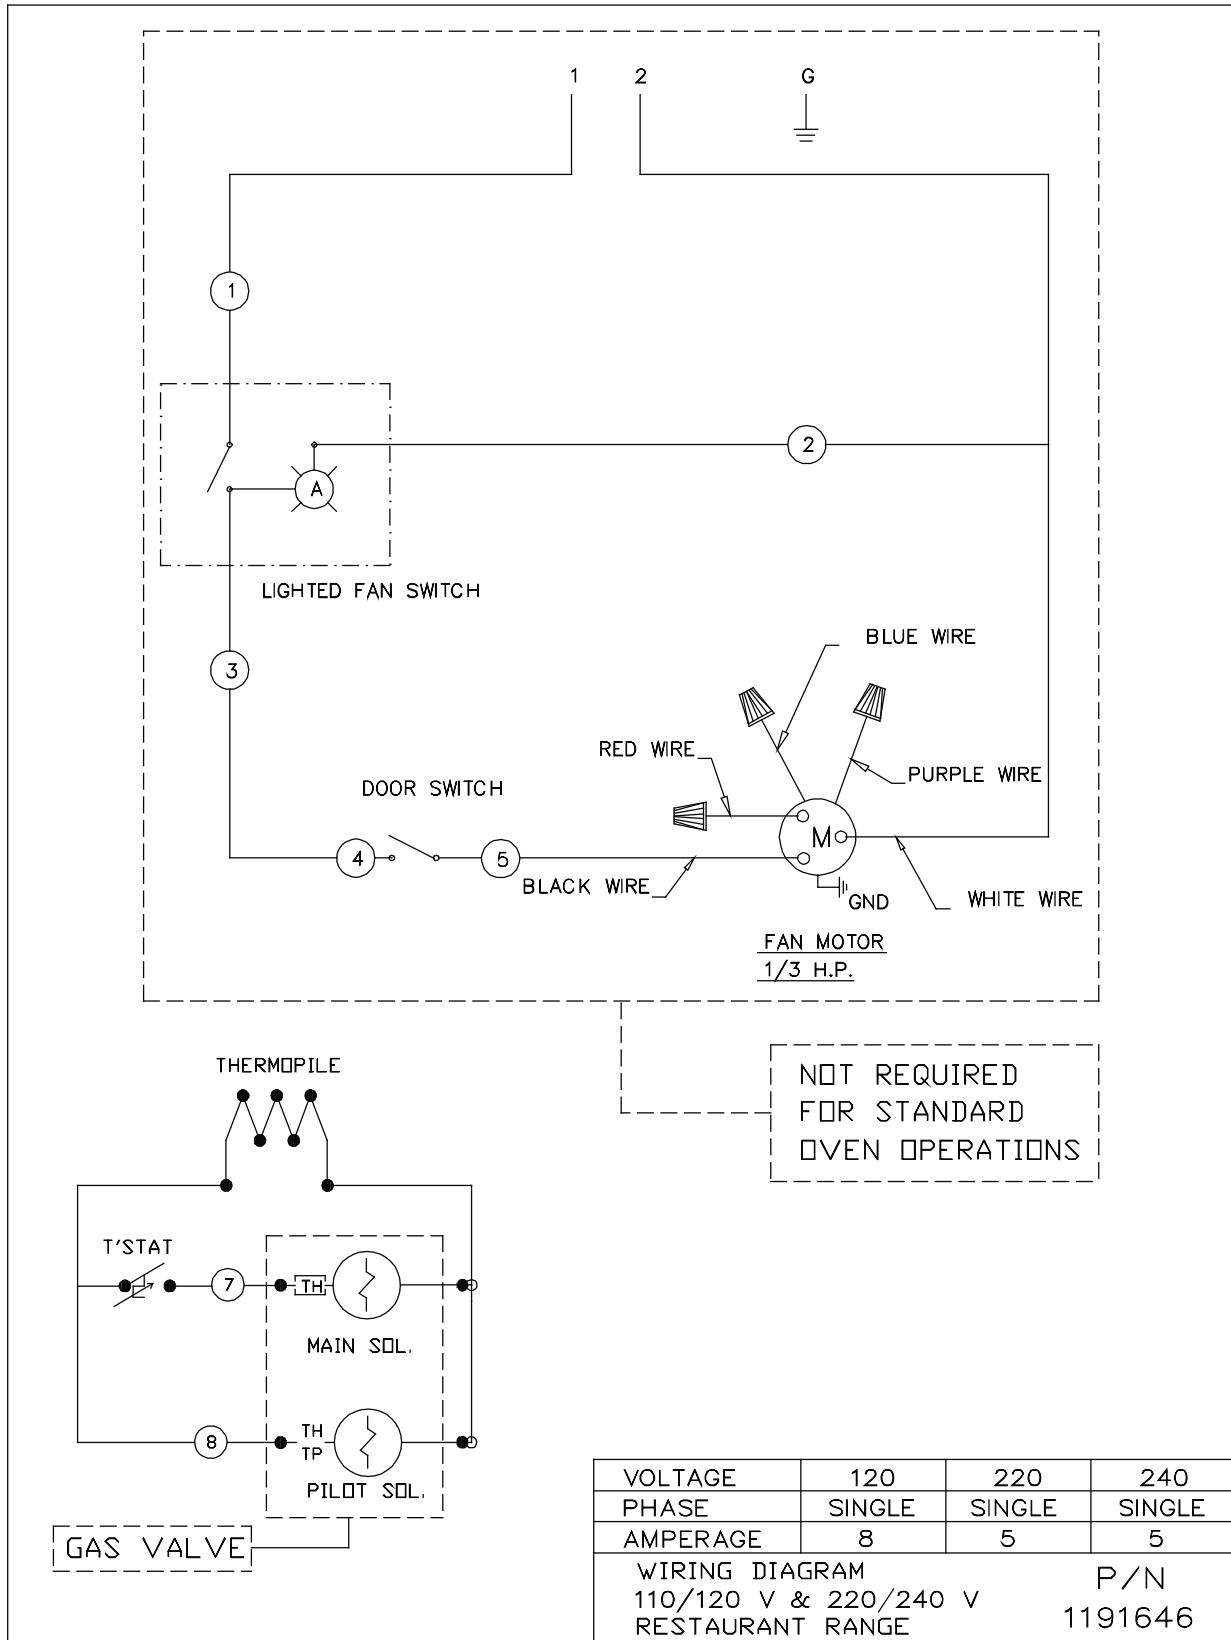 1 2 G
1
2
A
LIGHTED FAN SWITCH
3
BLUE WIRE
RED WIRE
PURPLE WIRE
DOOR SWITCH
M
4
5
BLACK WIRE
GND
WHITE WIRE
FAN MOTOR
1/3 H.P.
THERMOPILE
NOT REQUIRED
FOR STANDARD
OVEN OPERATIONS
T'STAT
7
TH
MAIN SOL.
8
TH
TP
PILOT SOL.
GAS VALVE
VOLTAGE 120 220 240
PHASE SINGLE SINGLE SINGLE
AMPERAGE 8 5 5
WIRING DIAGRAM
110/120 V & 220/240 V
RESTAURANT RANGE
P/N
1191646